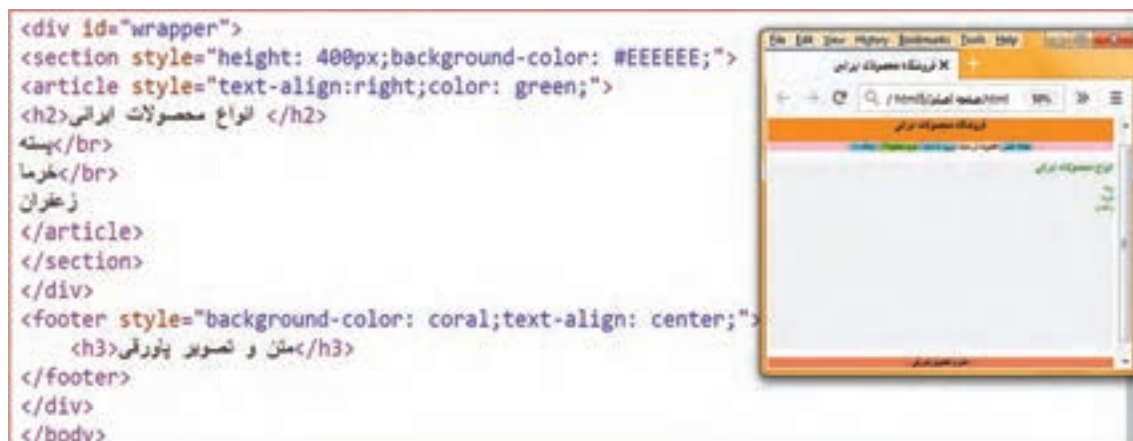 <div id="wrapper">
<section style="height: 400px;background-color: #EEEEEE;">
<article style="text-align:right;color: green;">
<h2>انواع محصولات ایرانی </h2>
پسته</br>
خرما</br>
زعفران
</article>
</section>
</div>
<footer style="background-color: coral;text-align: center;">
<h3>متن و تصویر پاورقی</h3>
</footer>
</div>
</body>
File Edit View History Bookmarks Tools Help
فروشگاه محصولات ایرانی
فروشگاه محصولات ایرانی
انواع محصولات ایرانی